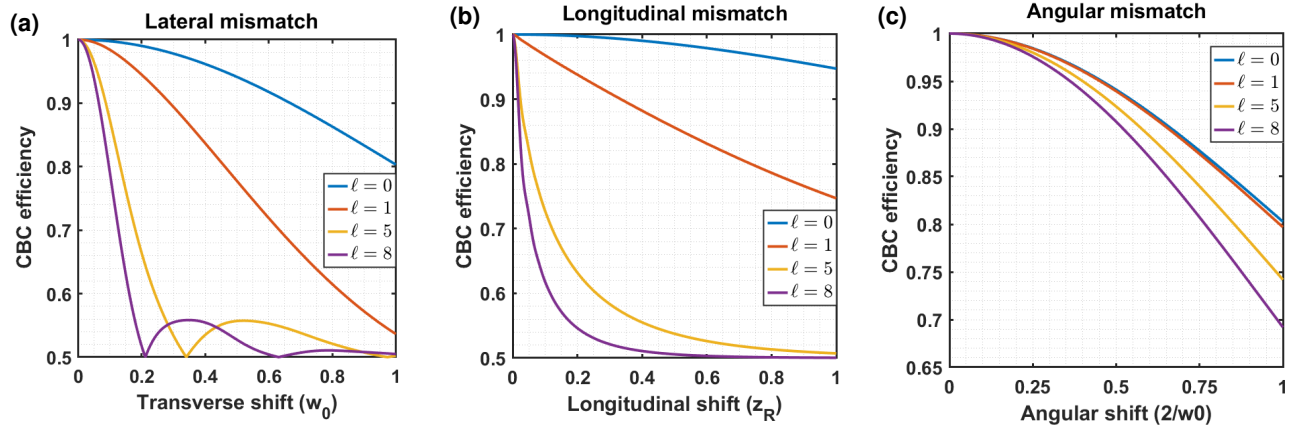 (a)
Lateral mismatch
CBC efficiency
1
0.9
0.8
0.7
0.6
0.5
ℓ = 0
ℓ = 1
ℓ = 5
ℓ = 8
0
0.2
0.4
0.6
0.8
1
Transverse shift (w₀)
(b)
Longitudinal mismatch
CBC efficiency
1
0.9
0.8
0.7
0.6
0.5
ℓ = 0
ℓ = 1
ℓ = 5
ℓ = 8
0
0.2
0.4
0.6
0.8
1
Longitudinal shift (z_R)
(c)
Angular mismatch
CBC efficiency
1
0.95
0.9
0.85
0.8
0.75
0.7
0.65
ℓ = 0
ℓ = 1
ℓ = 5
ℓ = 8
0
0.25
0.5
0.75
1
Angular shift (2/w0)